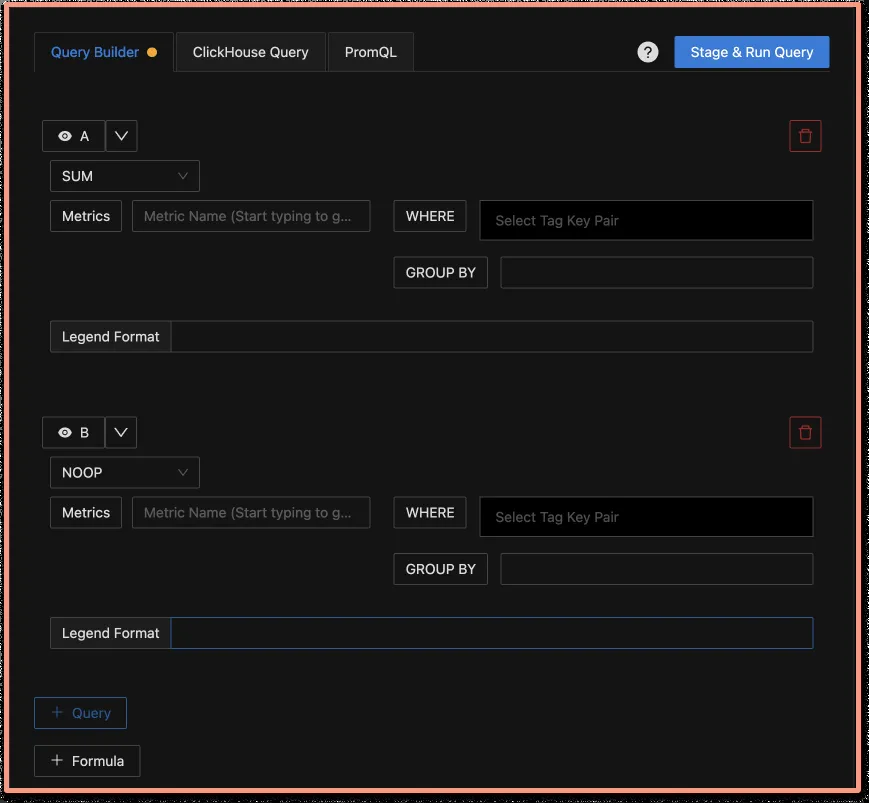 Query Builder ClickHouse Query PromQL ? Stage & Run Query
A
SUM
Metrics Metric Name (Start typing to g... WHERE Select Tag Key Pair
GROUP BY
Legend Format
B
NOOP
Metrics Metric Name (Start typing to g... WHERE Select Tag Key Pair
GROUP BY
Legend Format
+ Query
+ Formula